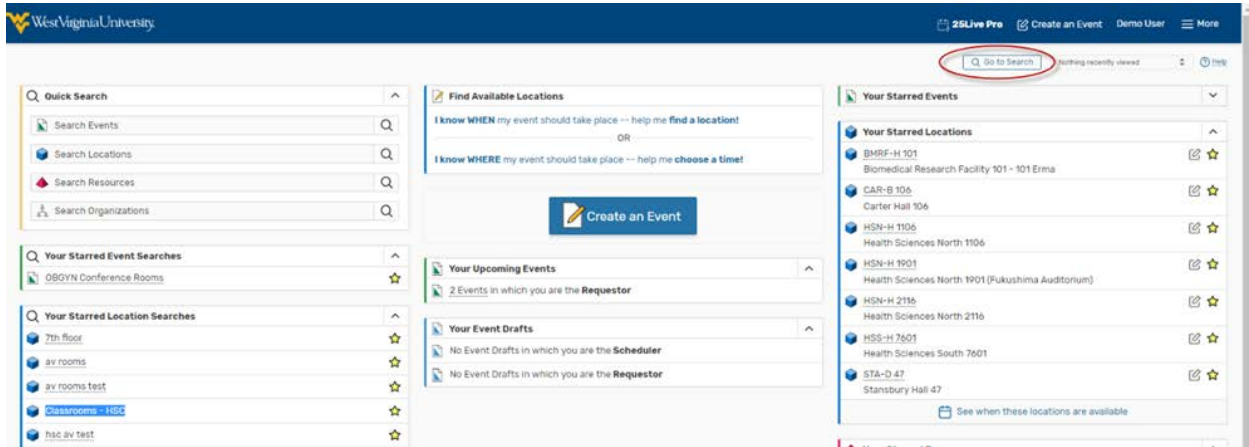 West Virginia University.
25Live Pro Create an Event Demo User More
Go to Search Nothing recently viewed Help
Quick Search
Search Events
Search Locations
Search Resources
Search Organizations
Your Starred Event Searches
OBGYN Conference Rooms
Your Starred Location Searches
7th floor
av rooms
av rooms test
Classrooms - HSC
hsc av test
Find Available Locations
I know WHEN my event should take place -- help me find a location!
OR
I know WHERE my event should take place -- help me choose a time!
Create an Event
Your Upcoming Events
2 Events in which you are the Requestor
Your Event Drafts
No Event Drafts in which you are the Scheduler
No Event Drafts in which you are the Requestor
Your Starred Events
Your Starred Locations
BMRF-H 101
Biomedical Research Facility 101 - 101 Erma
CAR-B 106
Carter Hall 106
HSN-H 1106
Health Sciences North 1106
HSN-H 1901
Health Sciences North 1901 (Fukushima Auditorium)
HSN-H 2116
Health Sciences North 2116
HSS-H 7601
Health Sciences South 7601
STA-D 47
Stansbury Hall 47
See when these locations are available